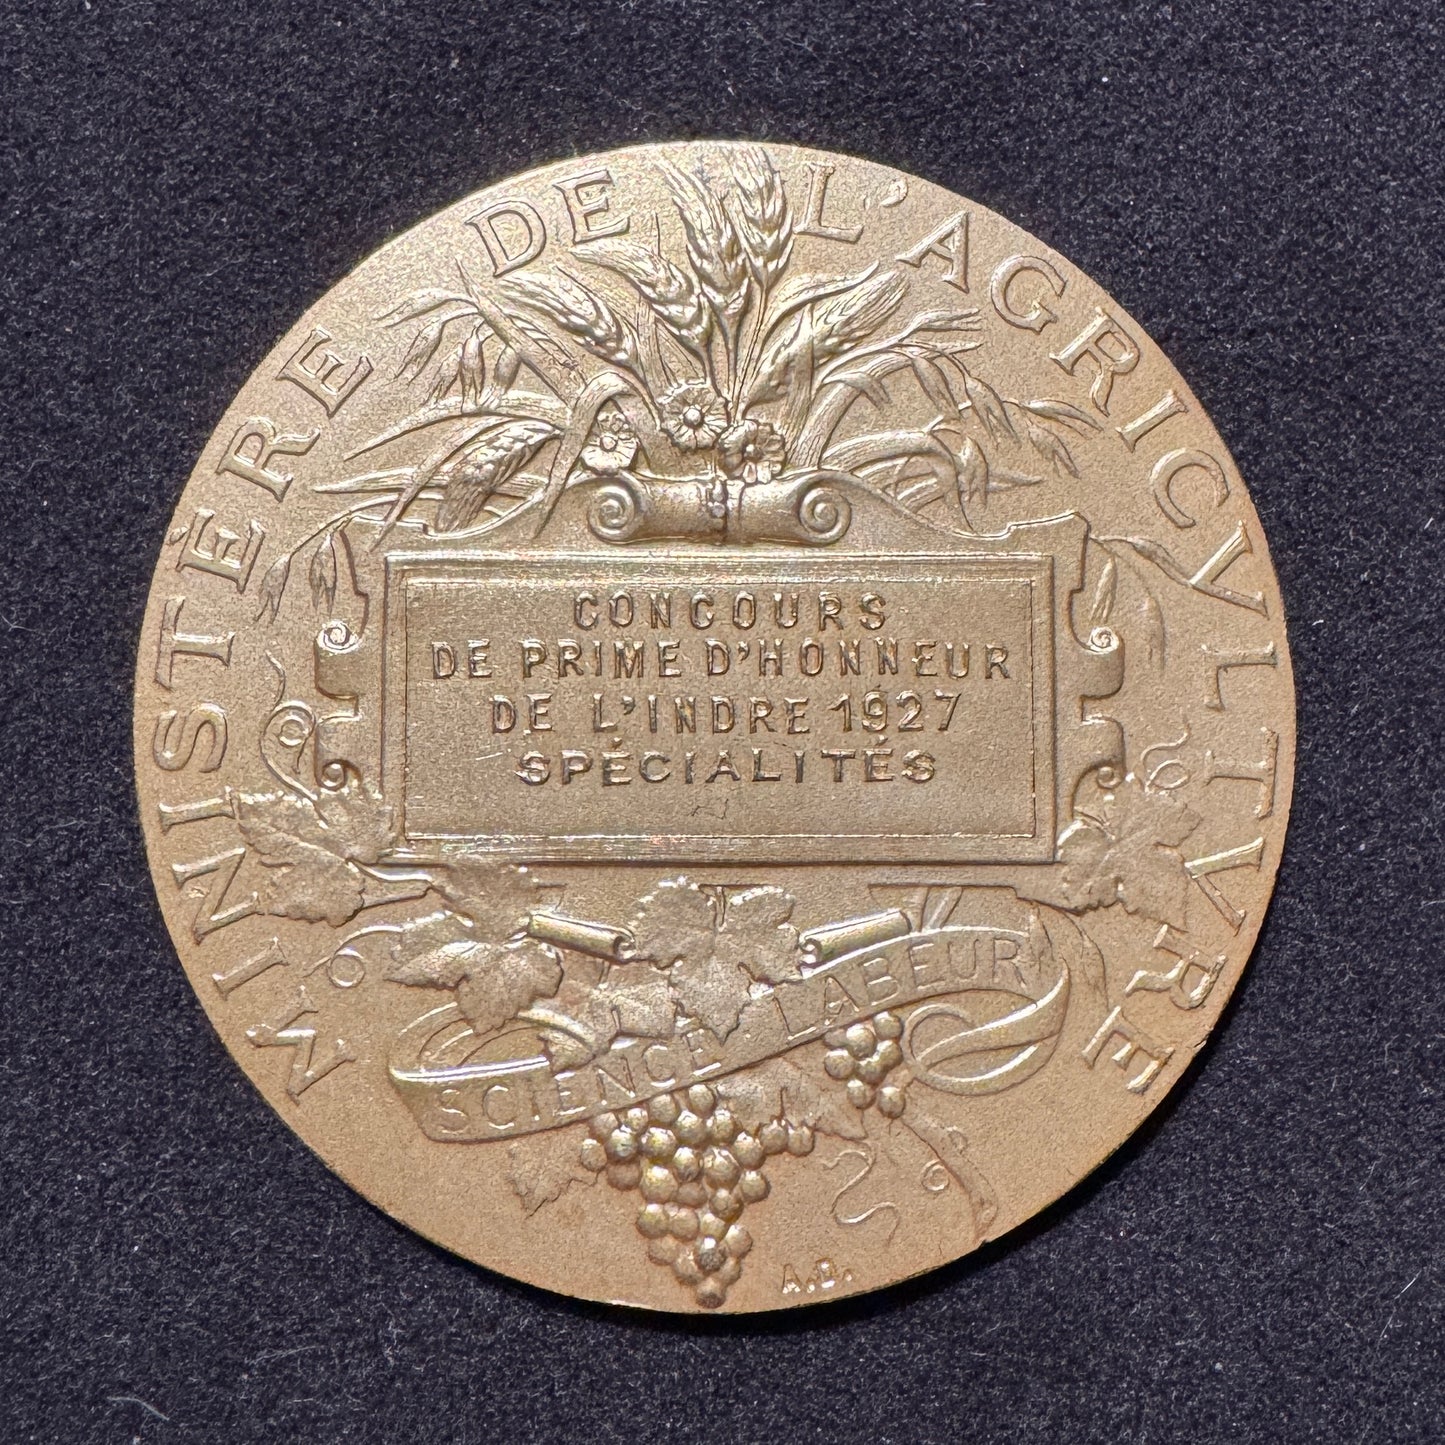 MINISTÈRE DE L'AGRICVLTVRE
CONCOURS
DE PRIME D'HONNEUR
DE L'INDRE 1927
SPÉCIALITÉS
SCIENCE LABEUR
A.D.